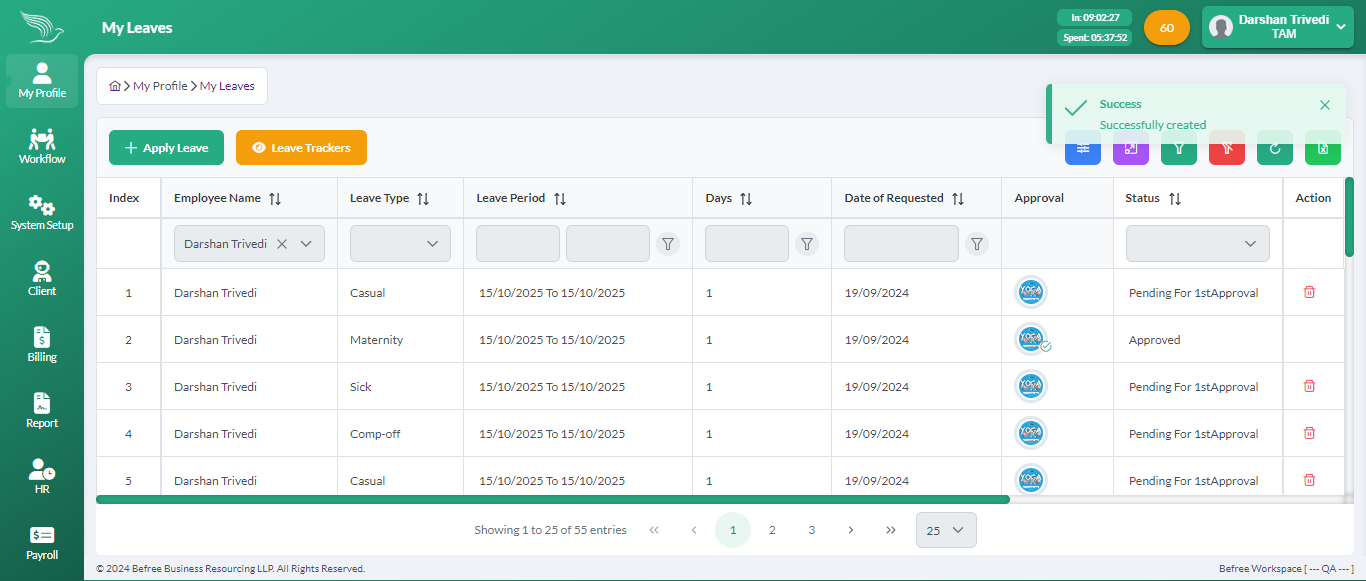 My Leaves
In: 09:02:27
Spent: 05:37:52
60
Darshan Trivedi
TAM
My Profile
Workflow
System Setup
Client
Billing
Report
HR
Payroll
My Profile My Leaves
Success
Successfully created
Apply Leave
Leave Trackers
Index Employee Name Leave Type Leave Period Days Date of Requested Approval Status Action
Darshan Trivedi
1 Darshan Trivedi Casual 15/10/2025 To 15/10/2025 1 19/09/2024 YOGA Pending For 1stApproval
2 Darshan Trivedi Maternity 15/10/2025 To 15/10/2025 1 19/09/2024 YOGA Approved
3 Darshan Trivedi Sick 15/10/2025 To 15/10/2025 1 19/09/2024 YOGA Pending For 1stApproval
4 Darshan Trivedi Comp-off 15/10/2025 To 15/10/2025 1 19/09/2024 YOGA Pending For 1stApproval
5 Darshan Trivedi Casual 15/10/2025 To 15/10/2025 1 19/09/2024 YOGA Pending For 1stApproval
Showing 1 to 25 of 55 entries « ‹ 1 2 3 › » 25
© 2024 Befree Business Resourcing LLP. All Rights Reserved.
Befree Workspace [ --- QA --- ]